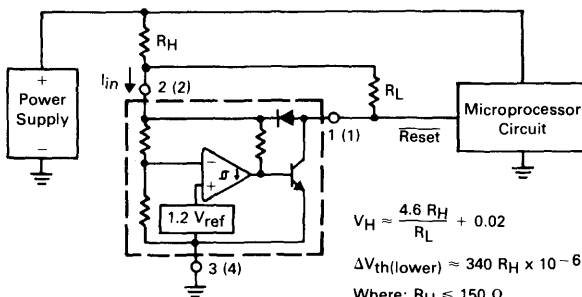 R_H
I_in
2 (2)
R_L
+
Power
Supply
−
1 (1)
Reset
Microprocessor
Circuit
−
+
1.2 V_ref
3 (4)
V_H ≈ 4.6 R_H / R_L + 0.02
ΔV_th(lower) ≈ 340 R_H x 10^−6
Where: R_H ≤ 150 Ω